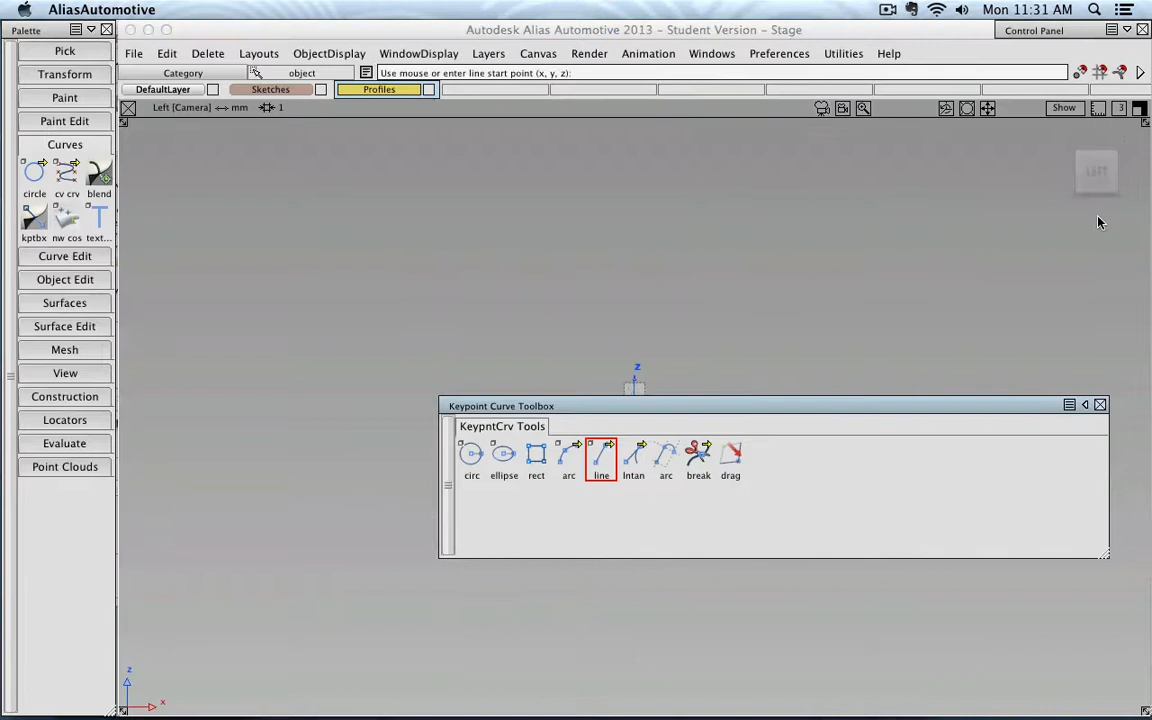 AliasAutomotive
Mon 11:31 AM
Palette
Autodesk Alias Automotive 2013 - Student Version - Stage
Control Panel
File Edit Delete Layouts ObjectDisplay WindowDisplay Layers Canvas Render Animation Windows Preferences Utilities Help
Category object Use mouse or enter line start point (x, y, z):
DefaultLayer Sketches Profiles
Left [Camera] mm 1
Show 3
Pick
Transform
Paint
Paint Edit
Curves
circle cv crv blend
kptbx nw cos text...
Curve Edit
Object Edit
Surfaces
Surface Edit
Mesh
View
Construction
Locators
Evaluate
Point Clouds
LEFT
z
Keypoint Curve Toolbox
KeypntCrv Tools
circ ellipse rect arc line lntan arc break drag
z
x